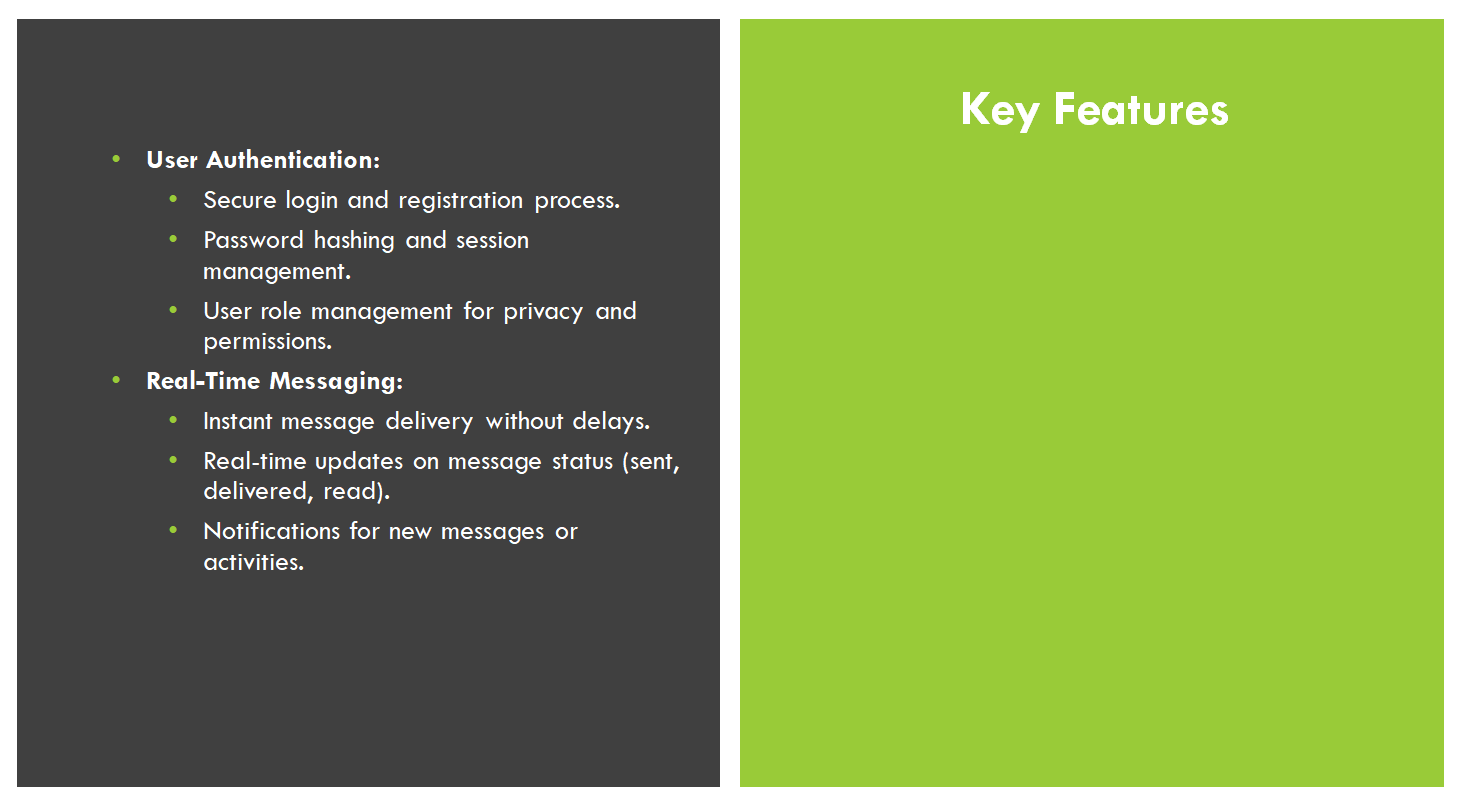 Key Features
• User Authentication:
• Secure login and registration process.
• Password hashing and session
management.
• User role management for privacy and
permissions.
• Real-Time Messaging:
• Instant message delivery without delays.
• Real-time updates on message status (sent,
delivered, read).
• Notifications for new messages or
activities.